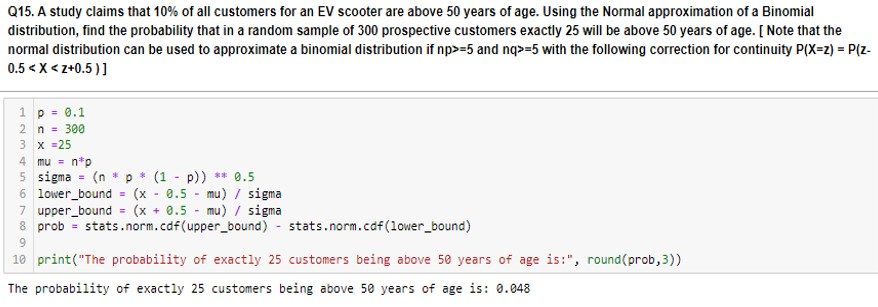 Q15. A study claims that 10% of all customers for an EV scooter are above 50 years of age. Using the Normal approximation of a Binomial
distribution, find the probability that in a random sample of 300 prospective customers exactly 25 will be above 50 years of age. [ Note that the
normal distribution can be used to approximate a binomial distribution if np>=5 and nq>=5 with the following correction for continuity P(X=z) = P(z-
0.5 < X < z+0.5 ) ]
1 p = 0.1
2 n = 300
3 x =25
4 mu = n*p
5 sigma = (n * p * (1 - p)) ** 0.5
6 lower_bound = (x - 0.5 - mu) / sigma
7 upper_bound = (x + 0.5 - mu) / sigma
8 prob = stats.norm.cdf(upper_bound) - stats.norm.cdf(lower_bound)
9
10 print("The probability of exactly 25 customers being above 50 years of age is:", round(prob,3))
The probability of exactly 25 customers being above 50 years of age is: 0.048